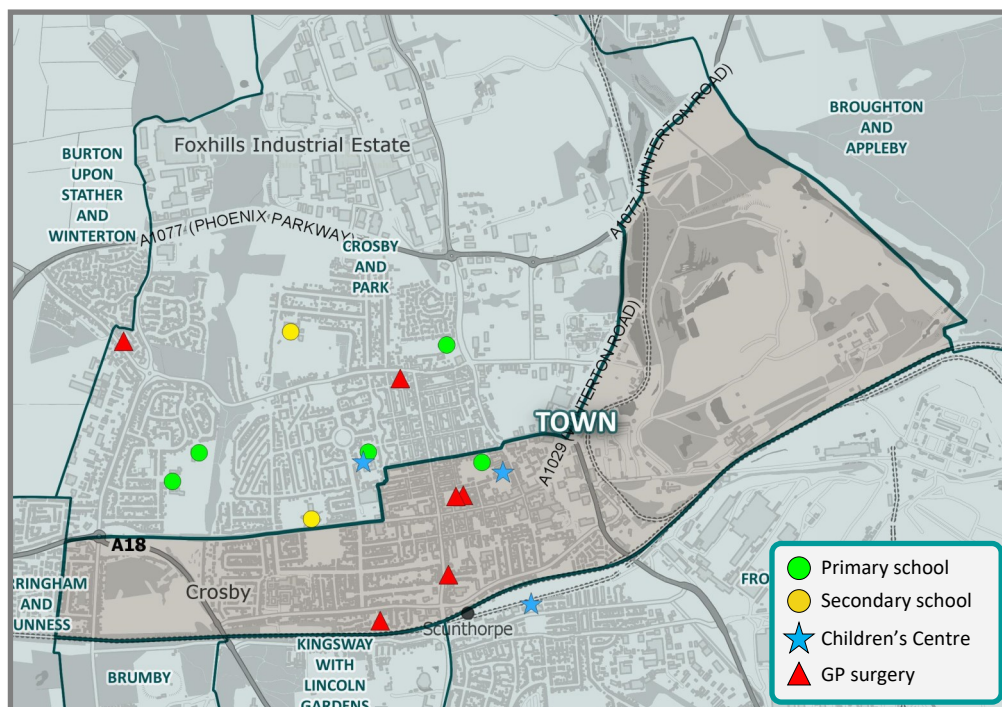 BROUGHTON
AND
APPLEBY
A1077 (WINTERTON ROAD)
Foxhills Industrial Estate
BURTON
UPON
STATHER
AND
WINTERTON
A1077 (PHOENIX PARKWAY)
CROSBY
AND
PARK
TOWN
A1029 (WINTERTON ROAD)
A18
RRINGHAM
AND
UNNESS
Crosby
Scunthorpe
FRO
BRUMBY
KINGSWAY
WITH
LINCOLN
GARDENS
Primary school
Secondary school
Children's Centre
GP surgery